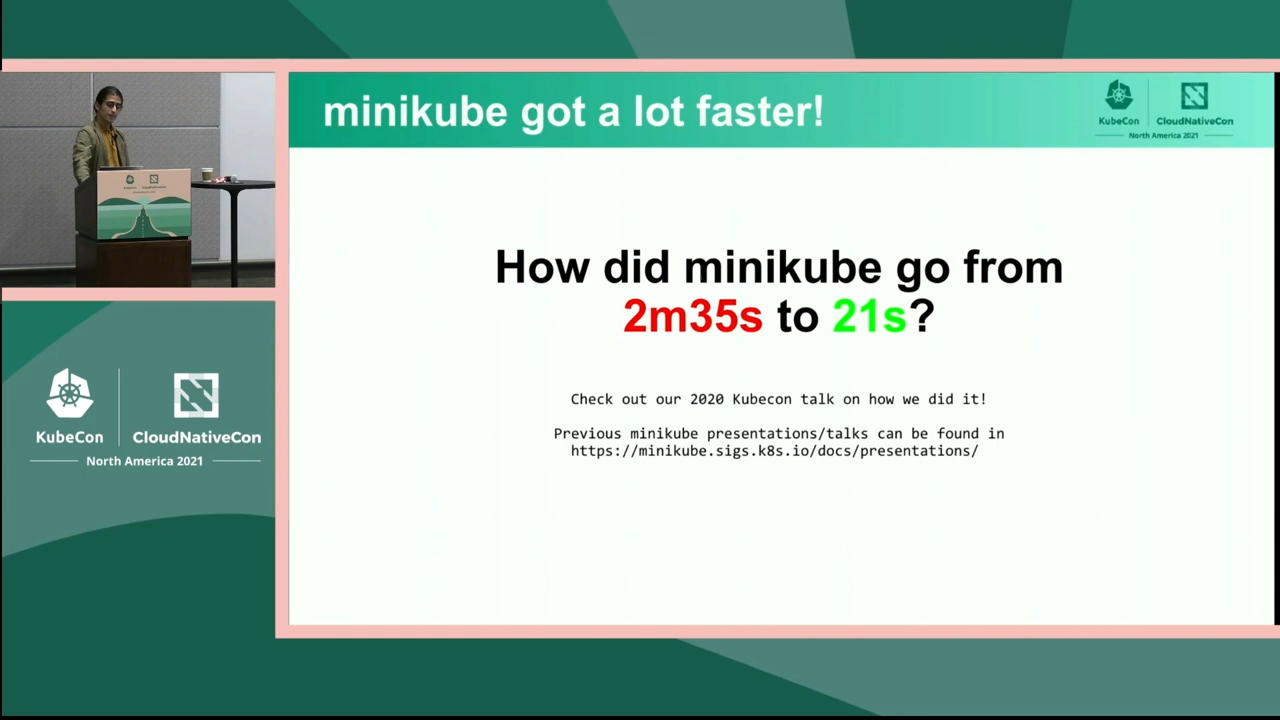 minikube got a lot faster!
KubeCon
CloudNativeCon
North America 2021
How did minikube go from
2m35s to 21s?
Check out our 2020 Kubecon talk on how we did it!
Previous minikube presentations/talks can be found in
https://minikube.sigs.k8s.io/docs/presentations/
KubeCon
CloudNativeCon
North America 2021